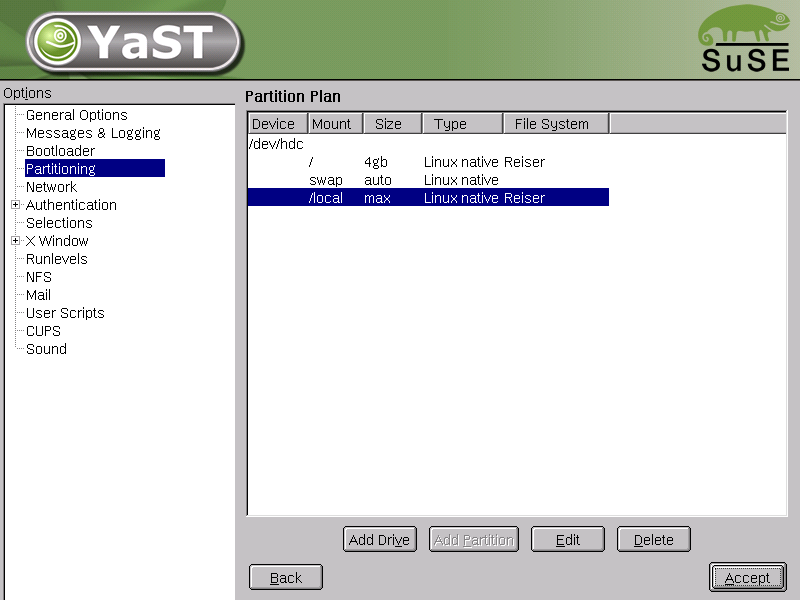 YaST
SuSE
Options
General Options
Messages & Logging
Bootloader
Partitioning
Network
Authentication
Selections
X Window
Runlevels
NFS
Mail
User Scripts
CUPS
Sound
Partition Plan
Device Mount Size Type File System
/dev/hdc
/ 4gb Linux native Reiser
swap auto Linux native
/local max Linux native Reiser
Add Drive Add Partition Edit Delete
Back Accept